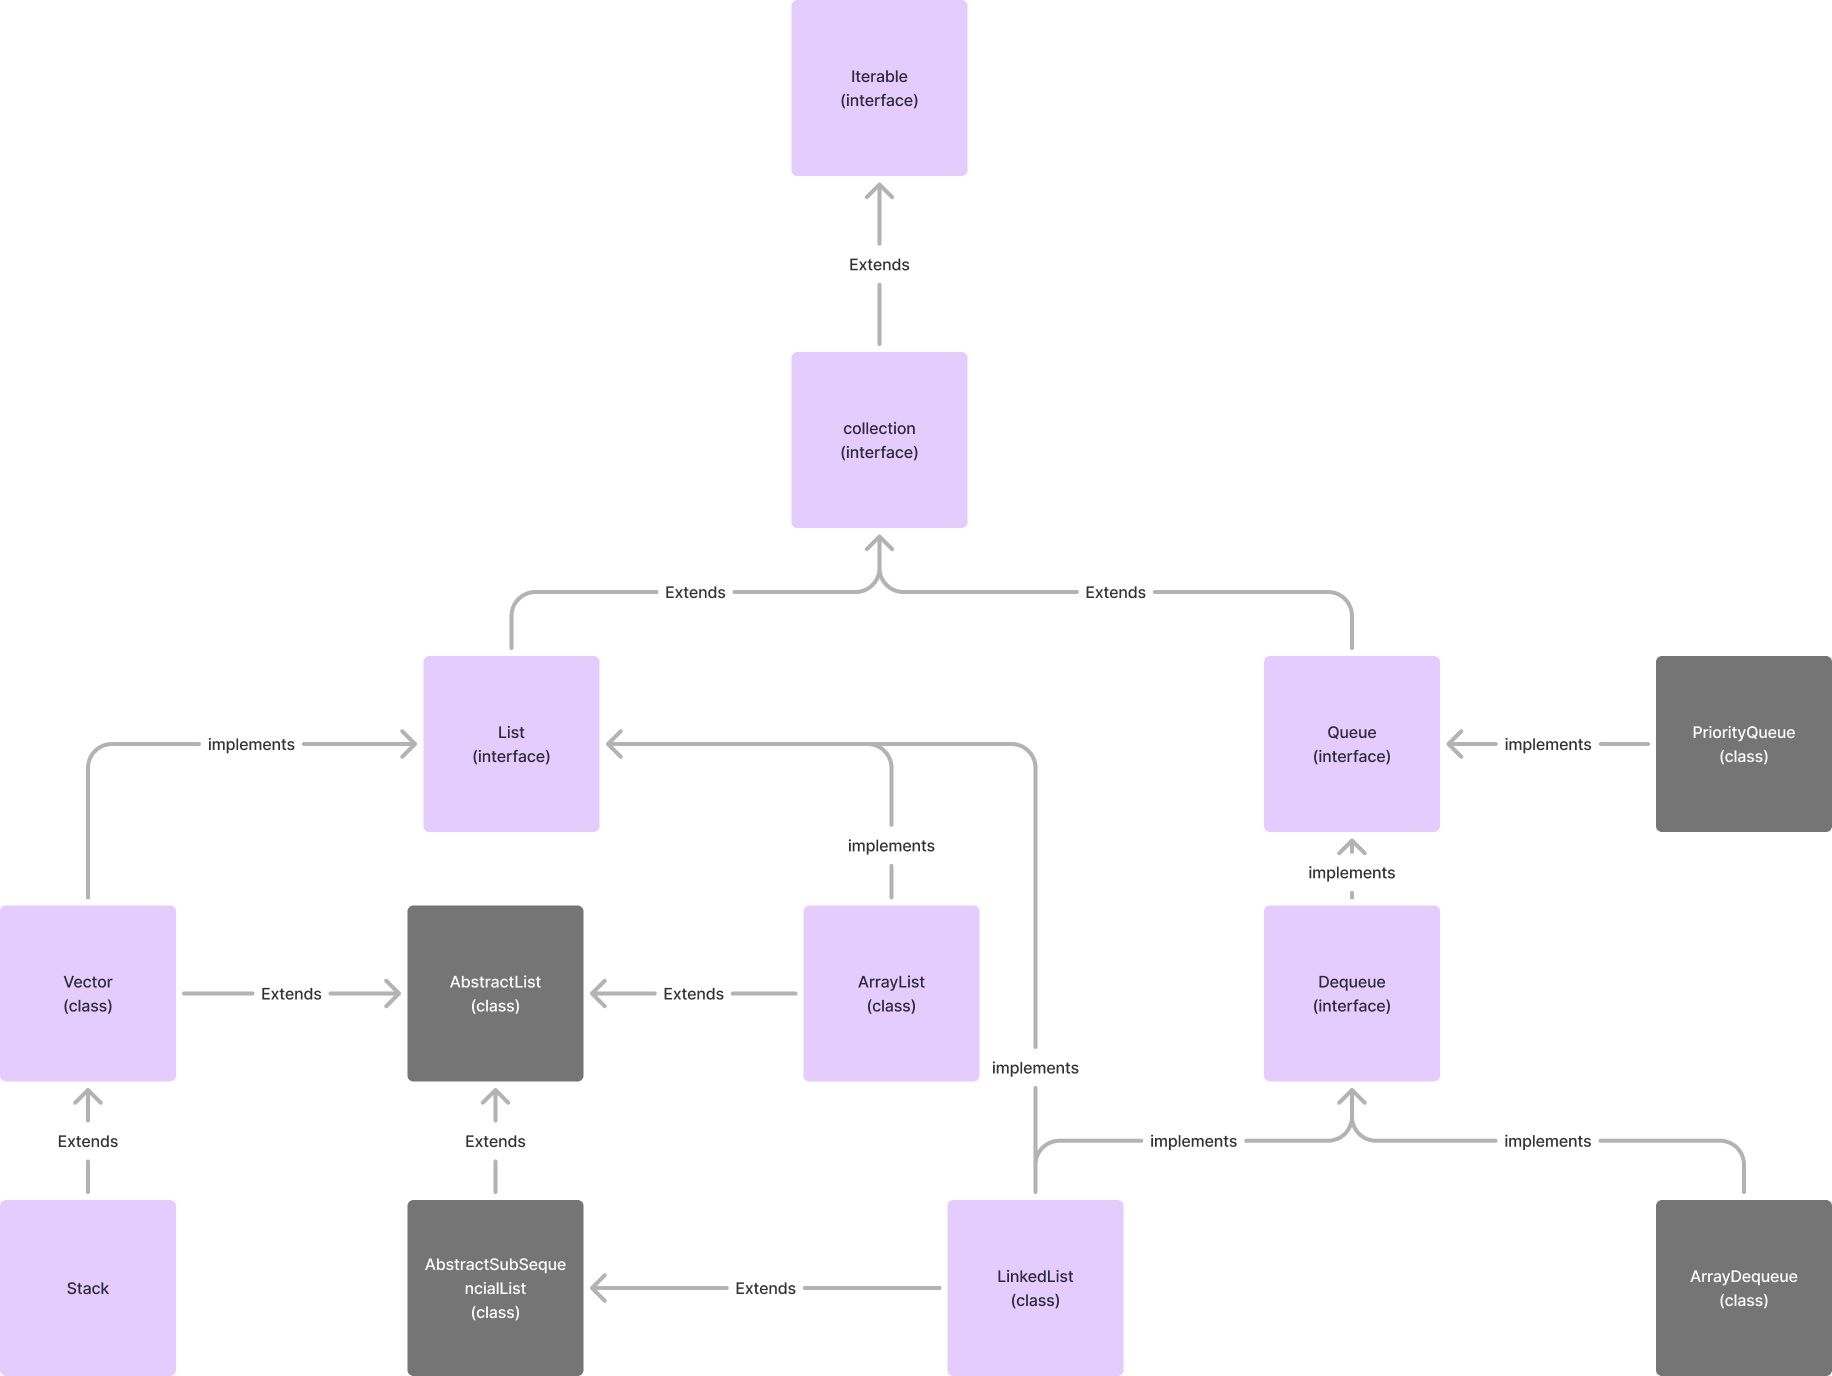 Iterable
(interface)
Extends
collection
(interface)
Extends
Extends
implements
List
(interface)
Queue
(interface)
implements
PriorityQueue
(class)
implements
implements
Vector
(class)
Extends
AbstractList
(class)
Extends
ArrayList
(class)
Dequeue
(interface)
implements
Extends
Extends
implements
implements
Stack
AbstractSubSeque
ncialList
(class)
Extends
LinkedList
(class)
ArrayDequeue
(class)